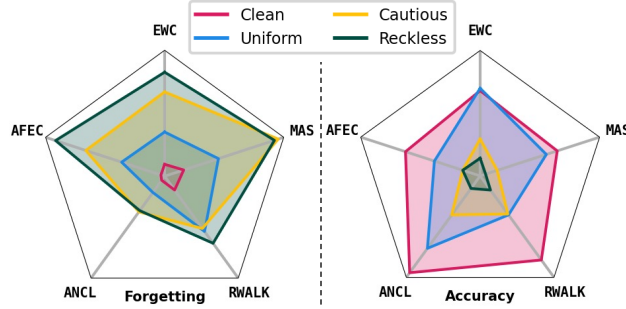 Clean Cautious
Uniform Reckless
EWC EWC
AFEC MAS AFEC MAS
ANCL Forgetting RWALK ANCL Accuracy RWALK